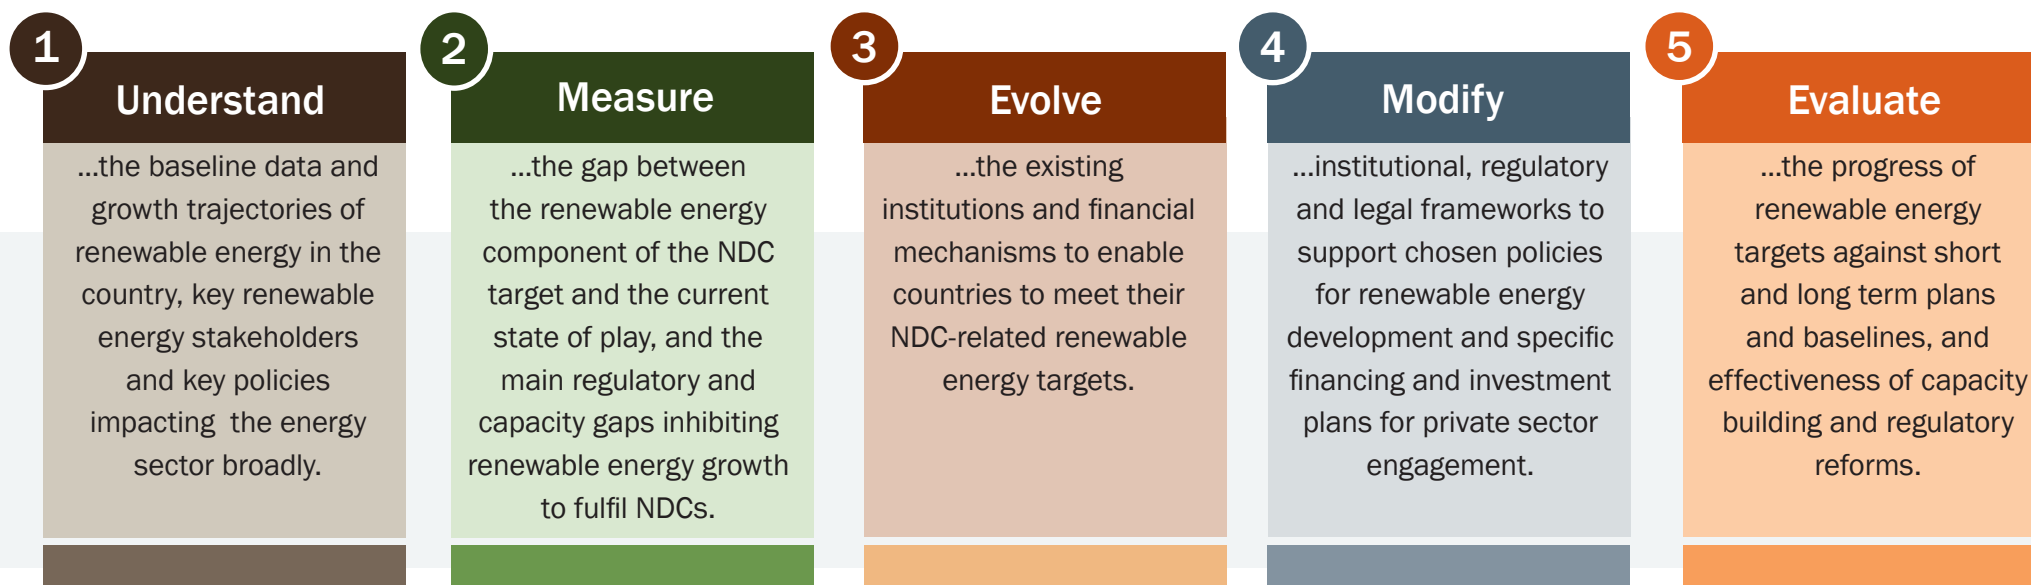 1
Understand
...the baseline data and
growth trajectories of
renewable energy in the
country, key renewable
energy stakeholders
and key policies
impacting the energy
sector broadly.
2
Measure
...the gap between
the renewable energy
component of the NDC
target and the current
state of play, and the
main regulatory and
capacity gaps inhibiting
renewable energy growth
to fulfil NDCs.
3
Evolve
...the existing
institutions and financial
mechanisms to enable
countries to meet their
NDC-related renewable
energy targets.
4
Modify
...institutional, regulatory
and legal frameworks to
support chosen policies
for renewable energy
development and specific
financing and investment
plans for private sector
engagement.
5
Evaluate
...the progress of
renewable energy
targets against short
and long term plans
and baselines, and
effectiveness of capacity
building and regulatory
reforms.